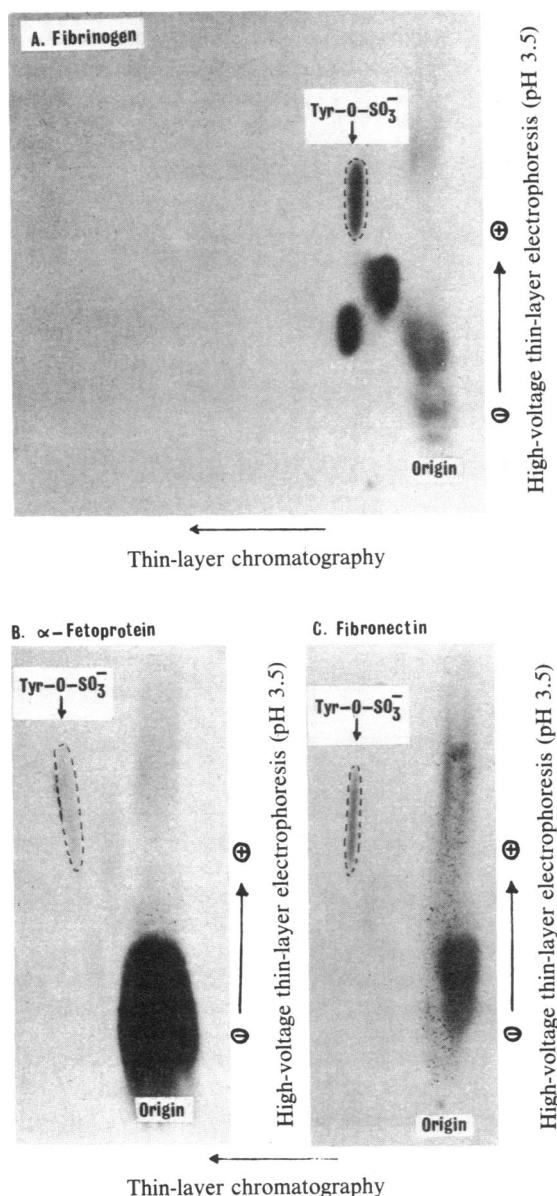 A. Fibrinogen
Tyr-O-SO₃⁻
Origin
⊕
⊖
High-voltage thin-layer electrophoresis (pH 3.5)
Thin-layer chromatography
B. α-Fetoprotein
Tyr-O-SO₃⁻
Origin
⊕
⊖
High-voltage thin-layer electrophoresis (pH 3.5)
C. Fibronectin
Tyr-O-SO₃⁻
Origin
⊕
⊖
High-voltage thin-layer electrophoresis (pH 3.5)
Thin-layer chromatography